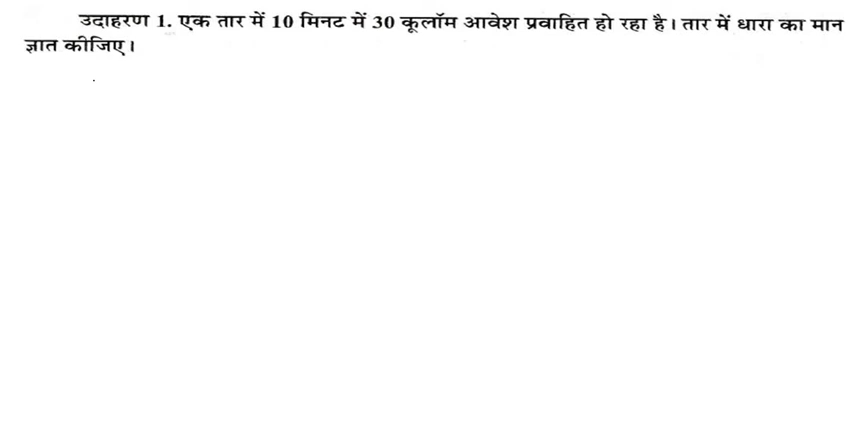 उदाहरण 1. एक तार में 10 मिनट में 30 कूलॉम आवेश प्रवाहित हो रहा है। तार में धारा का मान
ज्ञात कीजिए।